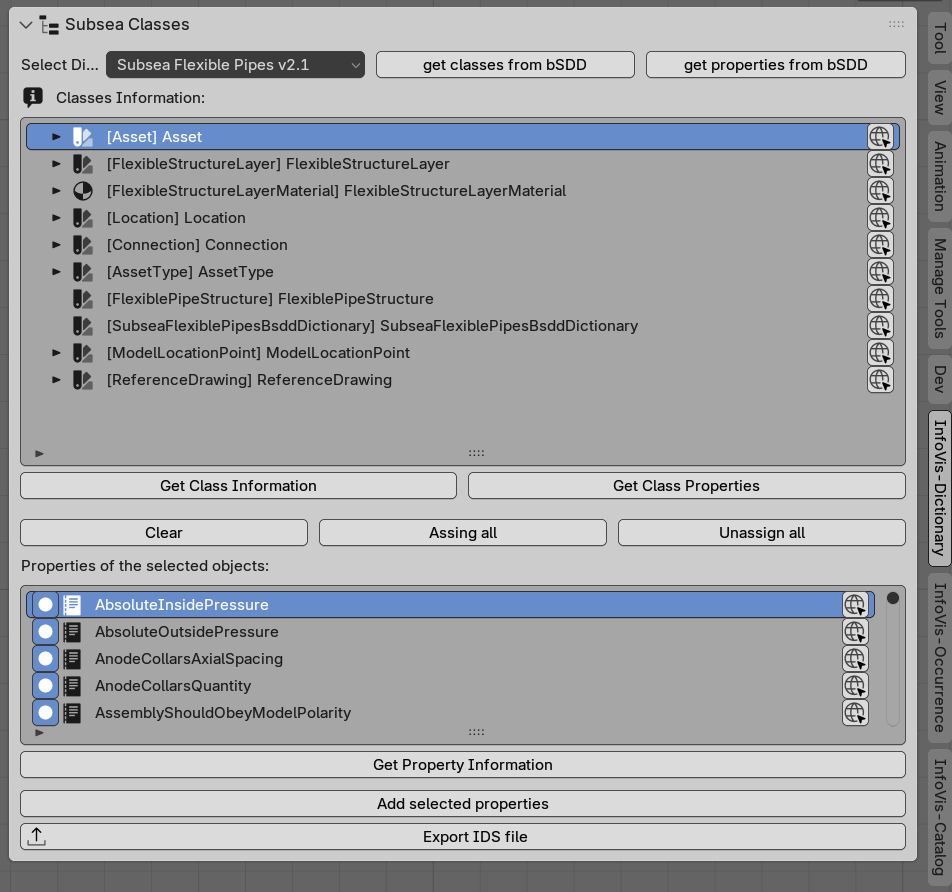 Subsea Classes
Select Di... Subsea Flexible Pipes v2.1 get classes from bSDD get properties from bSDD
Classes Information:
[Asset] Asset
[FlexibleStructureLayer] FlexibleStructureLayer
[FlexibleStructureLayerMaterial] FlexibleStructureLayerMaterial
[Location] Location
[Connection] Connection
[AssetType] AssetType
[FlexiblePipeStructure] FlexiblePipeStructure
[SubseaFlexiblePipesBsddDictionary] SubseaFlexiblePipesBsddDictionary
[ModelLocationPoint] ModelLocationPoint
[ReferenceDrawing] ReferenceDrawing
Get Class Information Get Class Properties
Clear Assing all Unassign all
Properties of the selected objects:
AbsoluteInsidePressure
AbsoluteOutsidePressure
AnodeCollarsAxialSpacing
AnodeCollarsQuantity
AssemblyShouldObeyModelPolarity
Get Property Information
Add selected properties
Export IDS file
Tool
View
Animation
Manage Tools
Dev
InfoVis-Dictionary
InfoVis-Occurrence
InfoVis-Catalog